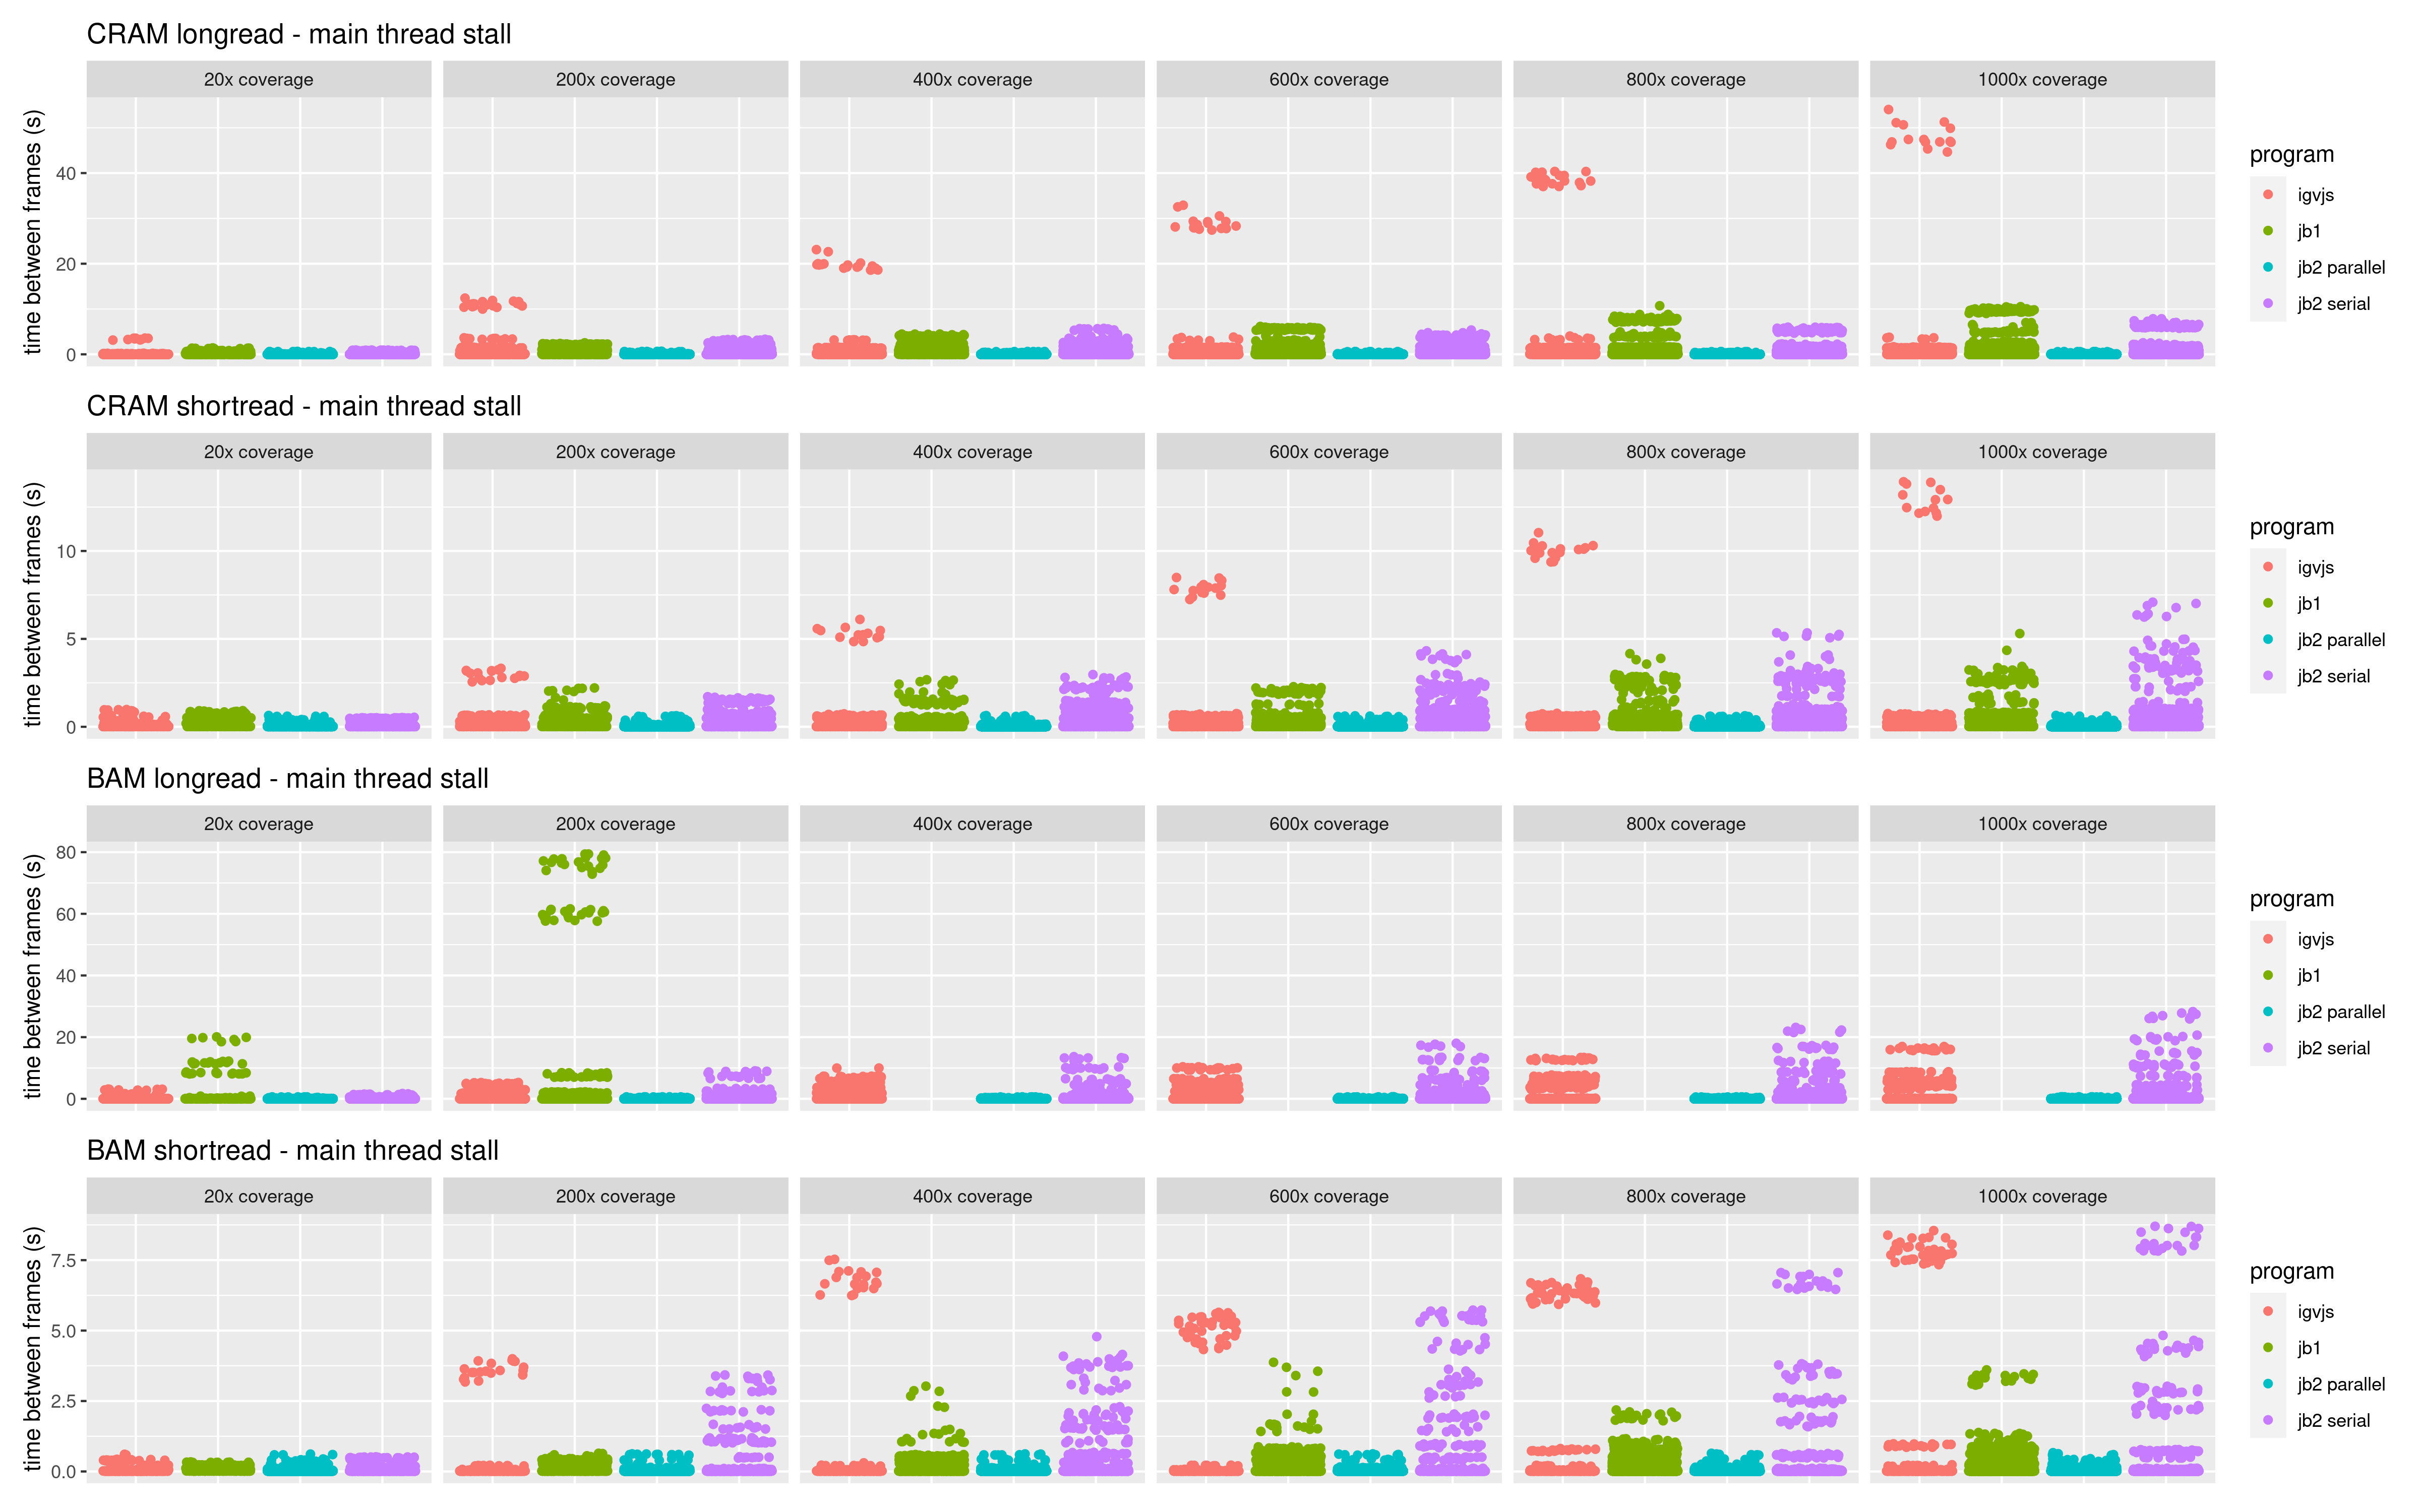 CRAM longread - main thread stall
20x coverage 200x coverage 400x coverage 600x coverage 800x coverage 1000x coverage
time between frames (s)
40
20
0
program
igvjs
jb1
jb2 parallel
jb2 serial
CRAM shortread - main thread stall
20x coverage 200x coverage 400x coverage 600x coverage 800x coverage 1000x coverage
time between frames (s)
10
5
0
program
igvjs
jb1
jb2 parallel
jb2 serial
BAM longread - main thread stall
20x coverage 200x coverage 400x coverage 600x coverage 800x coverage 1000x coverage
time between frames (s)
80
60
40
20
0
program
igvjs
jb1
jb2 parallel
jb2 serial
BAM shortread - main thread stall
20x coverage 200x coverage 400x coverage 600x coverage 800x coverage 1000x coverage
time between frames (s)
7.5
5.0
2.5
0.0
program
igvjs
jb1
jb2 parallel
jb2 serial